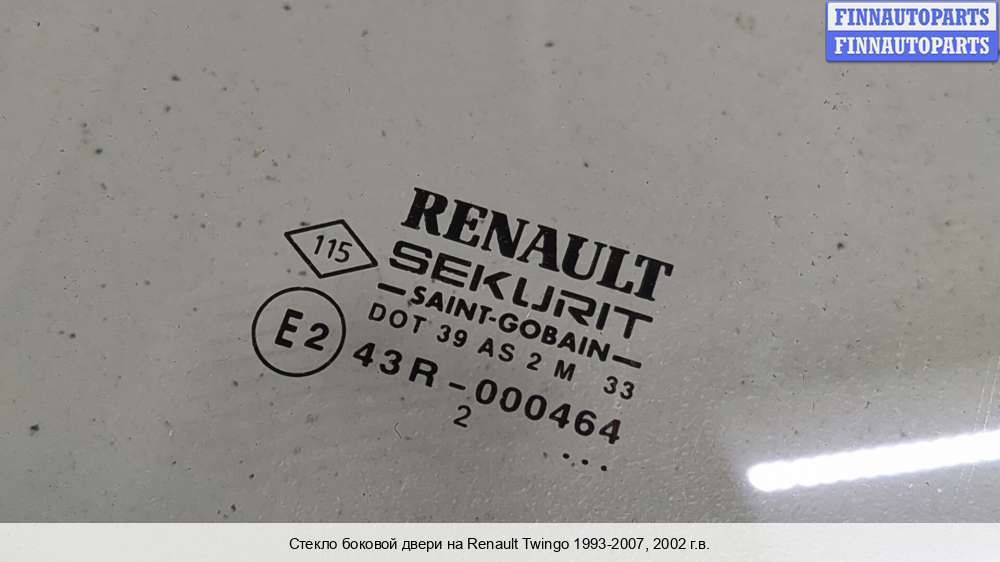 FINNAUTOPARTS
FINNAUTOPARTS
RENAULT
115
SEKURIT
SAINT-GOBAIN
DOT 39 AS 2 M 33
E2
43R-000464
2
...
Стекло боковой двери на Renault Twingo 1993-2007, 2002 г.в.